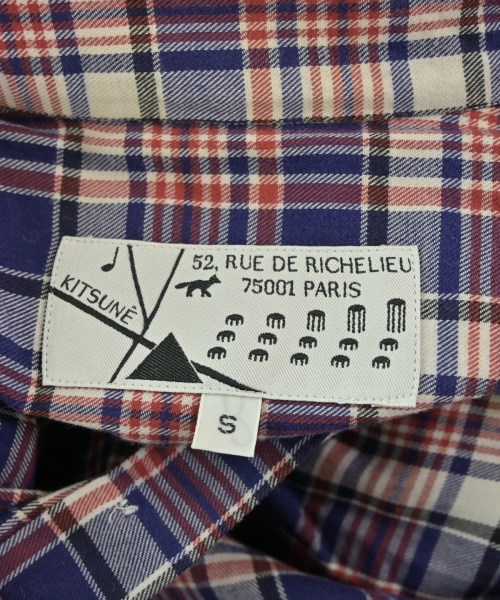 52, RUE DE RICHELIEU
75001 PARIS
KITSUNÉ
S